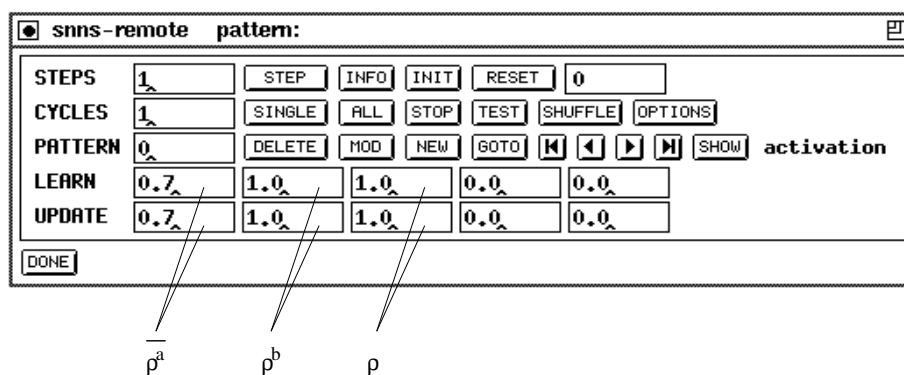 snns-remote pattern:
STEPS 1 STEP INFO INIT RESET 0
CYCLES 1 SINGLE ALL STOP TEST SHUFFLE OPTIONS
PATTERN 0 DELETE MOD NEW GOTO SHOW activation
LEARN 0.7 1.0 1.0 0.0 0.0
UPDATE 0.7 1.0 1.0 0.0 0.0
DONE
ρ̅ᵃ ρᵇ ρ